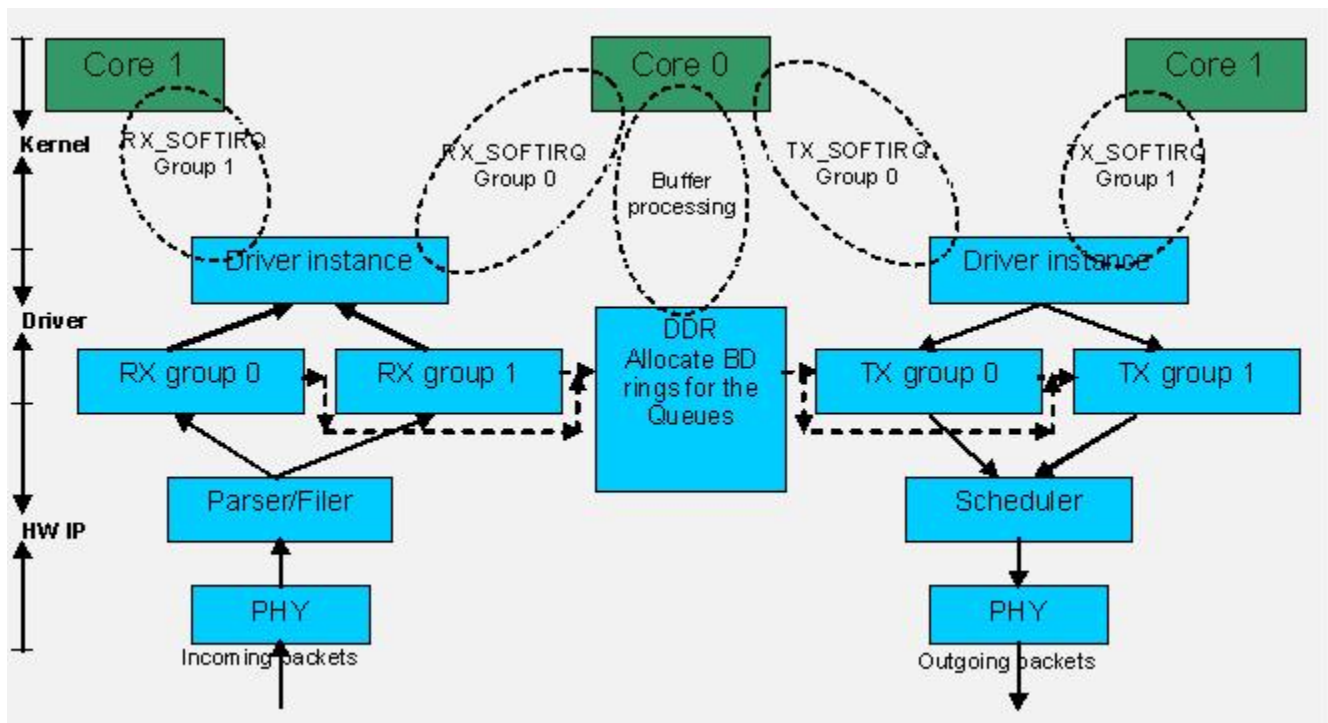 Core 1
Core 0
Core 1
Kernel
RX_SOFTIRQ
Group 1
RX_SOFTIRQ
Group 0
Buffer
processing
TX_SOFTIRQ
Group 0
TX_SOFTIRQ
Group 1
Driver instance
Driver instance
Driver
RX group 0
RX group 1
DDR
Allocate BD
rings for the
Queues
TX group 0
TX group 1
Parser/Filer
Scheduler
HW IP
PHY
PHY
Incoming packets
Outgoing packets